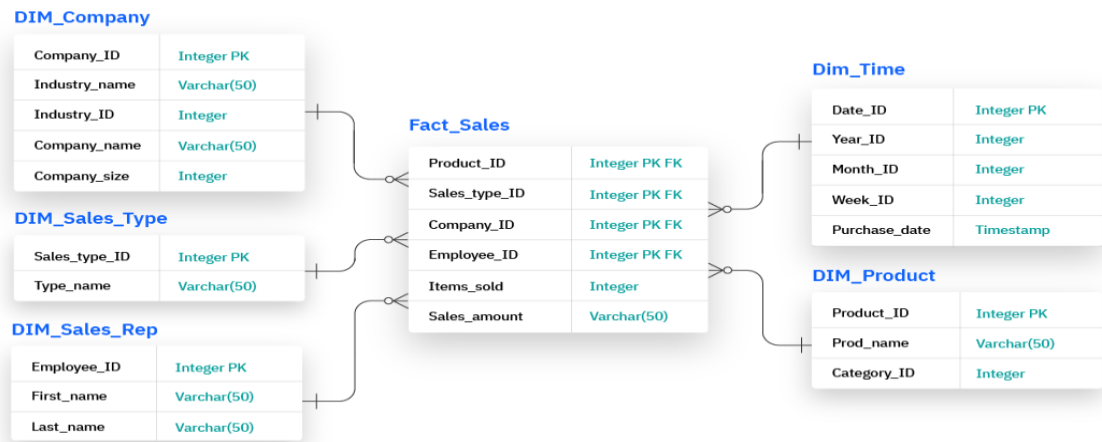 DIM_Company
Company_ID Integer PK
Industry_name Varchar(50)
Industry_ID Integer
Company_name Varchar(50)
Company_size Integer
DIM_Sales_Type
Sales_type_ID Integer PK
Type_name Varchar(50)
DIM_Sales_Rep
Employee_ID Integer PK
First_name Varchar(50)
Last_name Varchar(50)
Fact_Sales
Product_ID Integer PK FK
Sales_type_ID Integer PK FK
Company_ID Integer PK FK
Employee_ID Integer PK FK
Items_sold Integer
Sales_amount Varchar(50)
Dim_Time
Date_ID Integer PK
Year_ID Integer
Month_ID Integer
Week_ID Integer
Purchase_date Timestamp
DIM_Product
Product_ID Integer PK
Prod_name Varchar(50)
Category_ID Integer